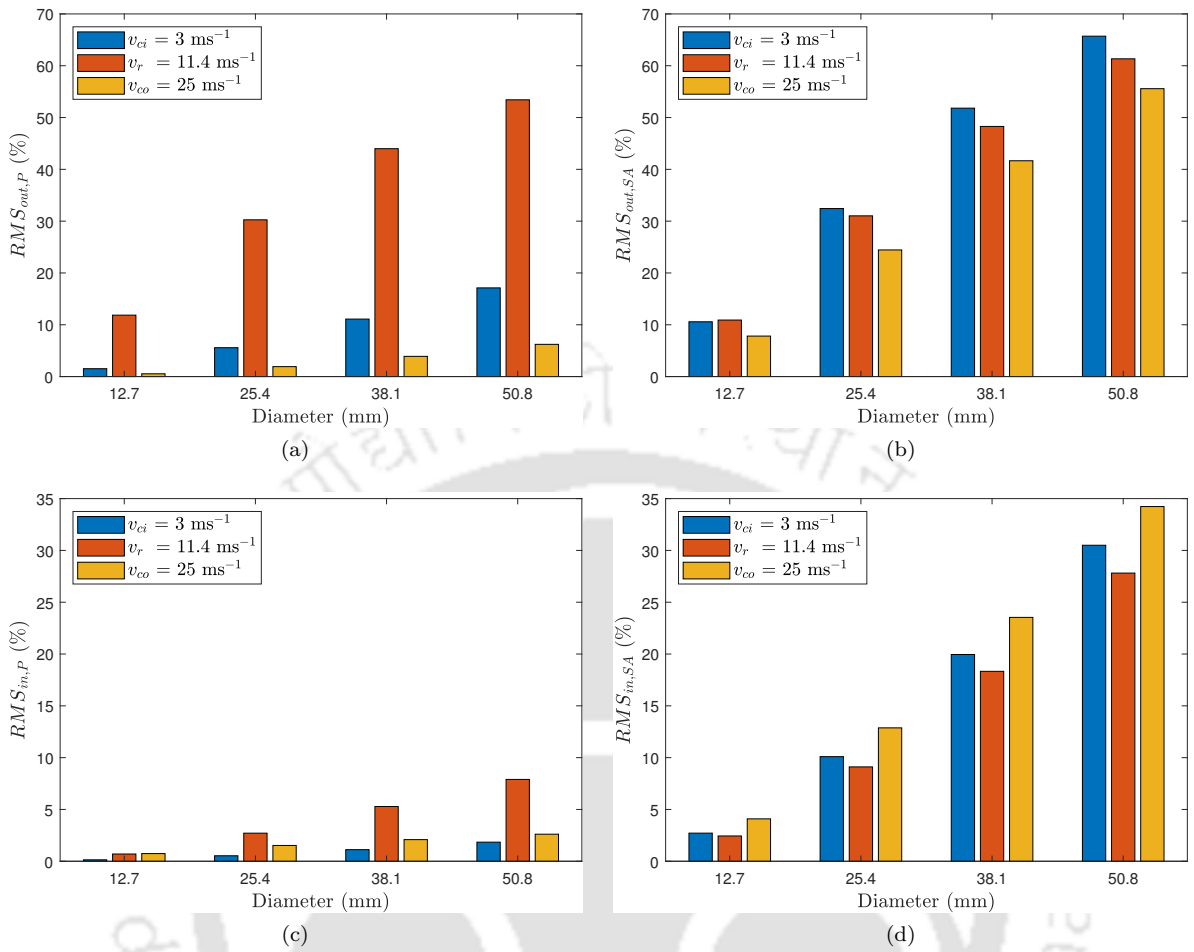 70
60
50
40
30
20
10
0
RMS_{out,P} (%)
v_{ci} = 3 ms⁻¹
v_r = 11.4 ms⁻¹
v_{co} = 25 ms⁻¹
12.7 25.4 38.1 50.8
Diameter (mm)
(a)
70
60
50
40
30
20
10
0
RMS_{out,SA} (%)
v_{ci} = 3 ms⁻¹
v_r = 11.4 ms⁻¹
v_{co} = 25 ms⁻¹
12.7 25.4 38.1 50.8
Diameter (mm)
(b)
35
30
25
20
15
10
5
0
RMS_{in,P} (%)
v_{ci} = 3 ms⁻¹
v_r = 11.4 ms⁻¹
v_{co} = 25 ms⁻¹
12.7 25.4 38.1 50.8
Diameter (mm)
(c)
35
30
25
20
15
10
5
0
RMS_{in,SA} (%)
v_{ci} = 3 ms⁻¹
v_r = 11.4 ms⁻¹
v_{co} = 25 ms⁻¹
12.7 25.4 38.1 50.8
Diameter (mm)
(d)